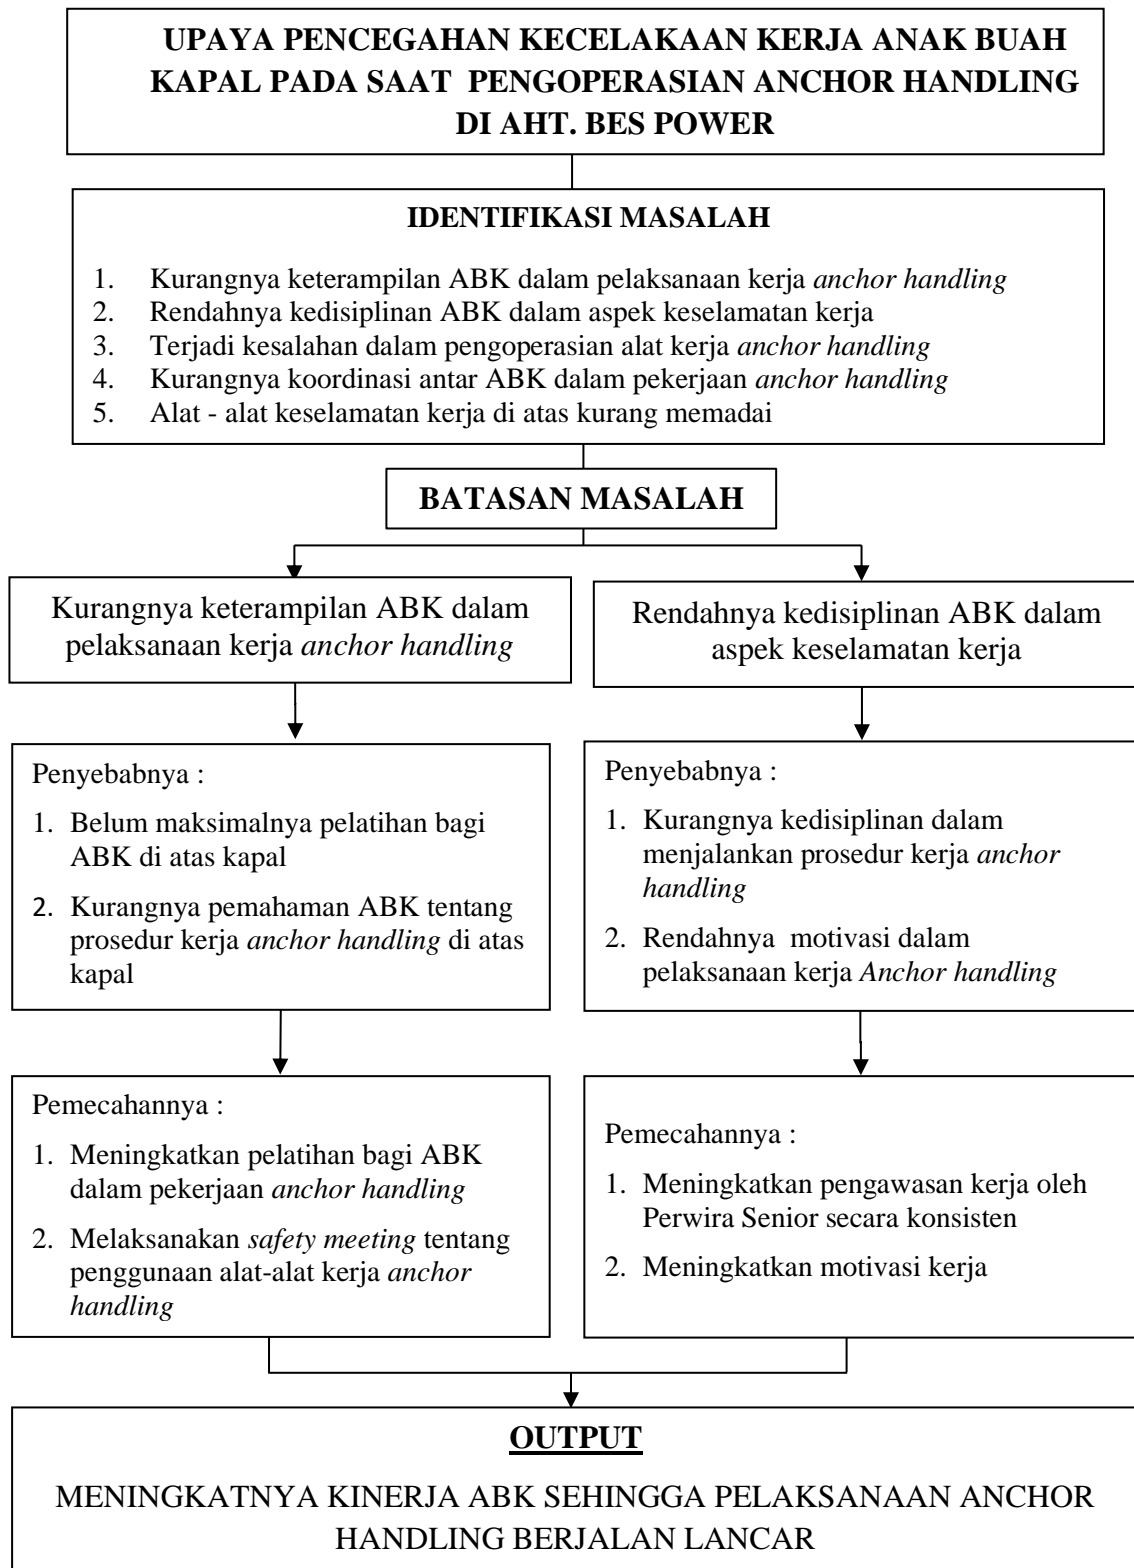 UPAYA PENCEGAHAN KECELAKAAN KERJA ANAK BUAH
KAPAL PADA SAAT PENGOPERASIAN ANCHOR HANDLING
DI AHT. BES POWER
IDENTIFIKASI MASALAH
1. Kurangnya keterampilan ABK dalam pelaksanaan kerja anchor handling
2. Rendahnya kedisiplinan ABK dalam aspek keselamatan kerja
3. Terjadi kesalahan dalam pengoperasian alat kerja anchor handling
4. Kurangnya koordinasi antar ABK dalam pekerjaan anchor handling
5. Alat - alat keselamatan kerja di atas kurang memadai
BATASAN MASALAH
Kurangnya keterampilan ABK dalam
pelaksanaan kerja anchor handling
Rendahnya kedisiplinan ABK dalam
aspek keselamatan kerja
Penyebabnya :
1. Belum maksimalnya pelatihan bagi
ABK di atas kapal
2. Kurangnya pemahaman ABK tentang
prosedur kerja anchor handling di atas
kapal
Penyebabnya :
1. Kurangnya kedisiplinan dalam
menjalankan prosedur kerja anchor
handling
2. Rendahnya motivasi dalam
pelaksanaan kerja Anchor handling
Pemecahannya :
1. Meningkatkan pelatihan bagi ABK
dalam pekerjaan anchor handling
2. Melaksanakan safety meeting tentang
penggunaan alat-alat kerja anchor
handling
Pemecahannya :
1. Meningkatkan pengawasan kerja oleh
Perwira Senior secara konsisten
2. Meningkatkan motivasi kerja
OUTPUT
MENINGKATNYA KINERJA ABK SEHINGGA PELAKSANAAN ANCHOR
HANDLING BERJALAN LANCAR